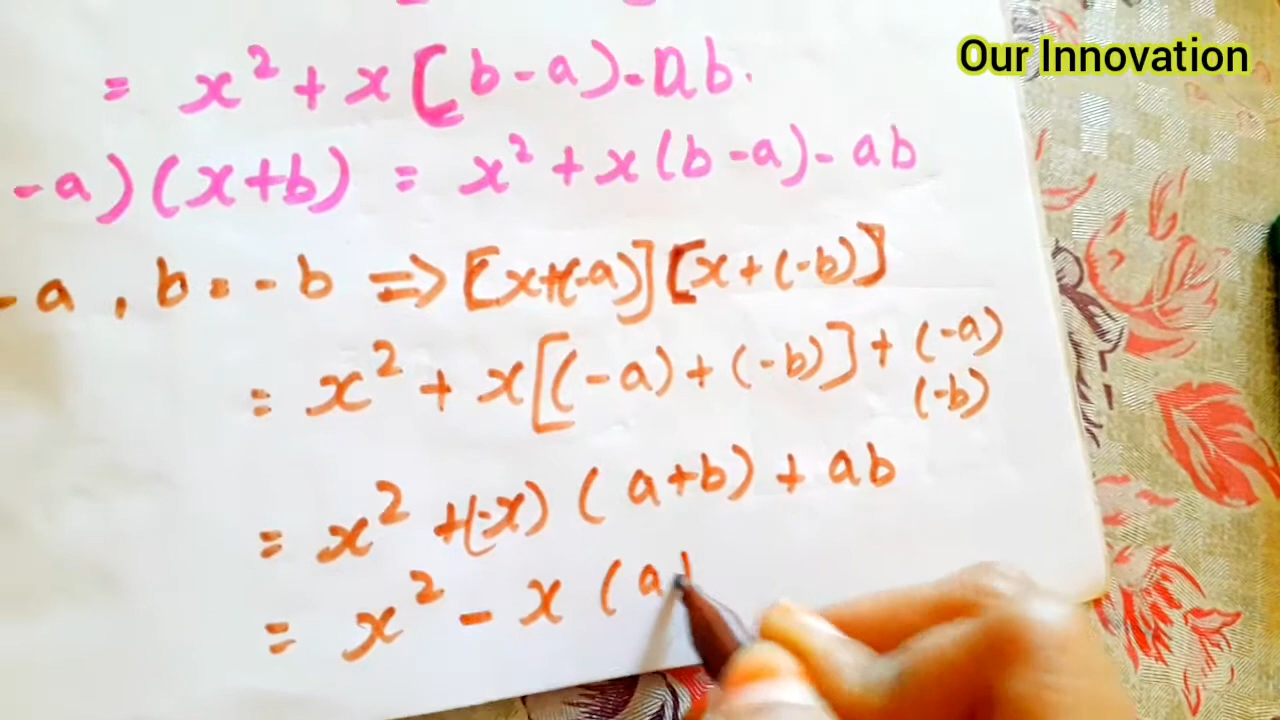 Our Innovation
= x² + x [b-a) - ab.
-a) (x+b) = x² + x(b-a) - ab
-a , b = -b => [x+(-a)] [x+(-b)]
= x² + x[(-a) + (-b)] + (-a)
(-b)
= x² +(-x) (a+b) + ab
= x² - x (a